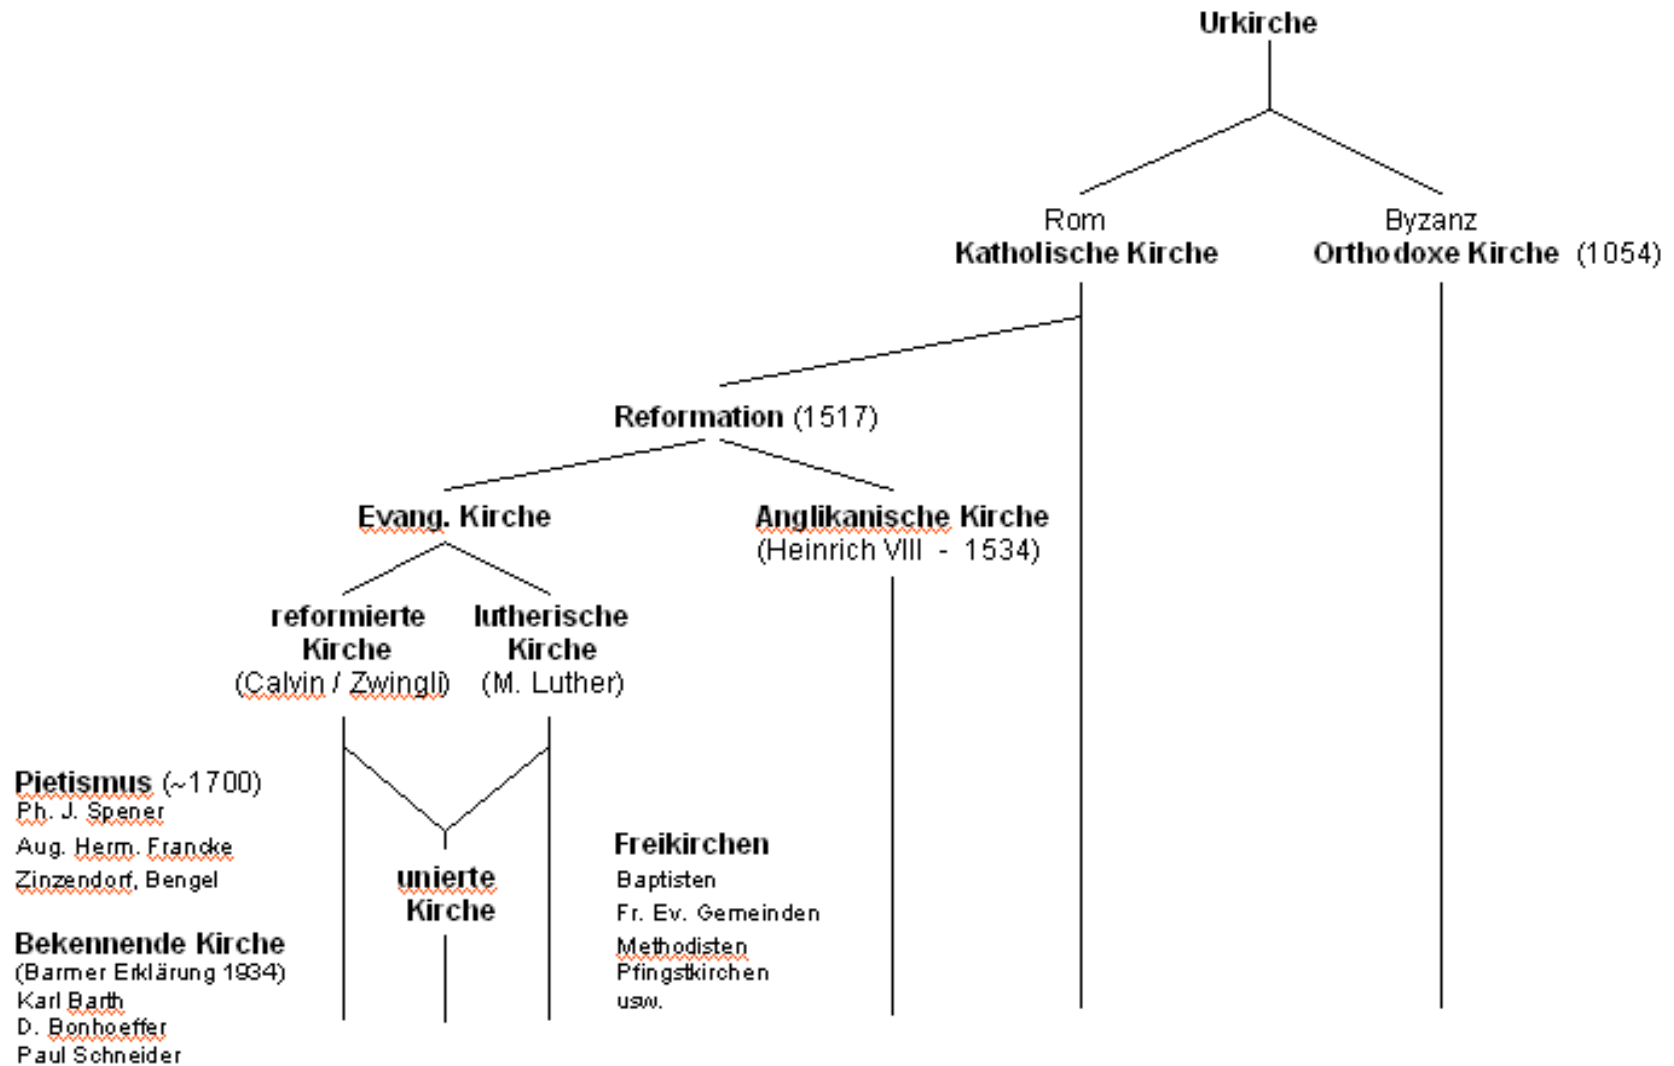 Urkirche
Rom
Katholische Kirche
Byzanz
Orthodoxe Kirche (1054)
Reformation (1517)
Evang. Kirche
Anglikanische Kirche
(Heinrich VIII - 1534)
reformierte
Kirche
(Calvin / Zwingli)
lutherische
Kirche
(M. Luther)
Pietismus (~1700)
Ph. J. Spener
Aug. Herm. Francke
Zinzendorf, Bengel
unierte
Kirche
Freikirchen
Baptisten
Fr. Ev. Gemeinden
Methodisten
Pfingstkirchen
usw.
Bekennende Kirche
(Barmer Erklärung 1934)
Karl Barth
D. Bonhoeffer
Paul Schneider